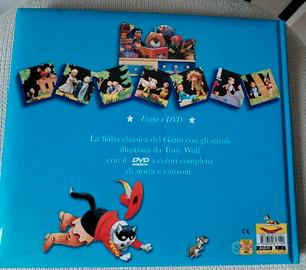 Fiaba e DVD
La fiaba classica del Gatto con gli stivali
illustrata da Tony Wolf
con il DVD a colori completo
di storia e canzoni.